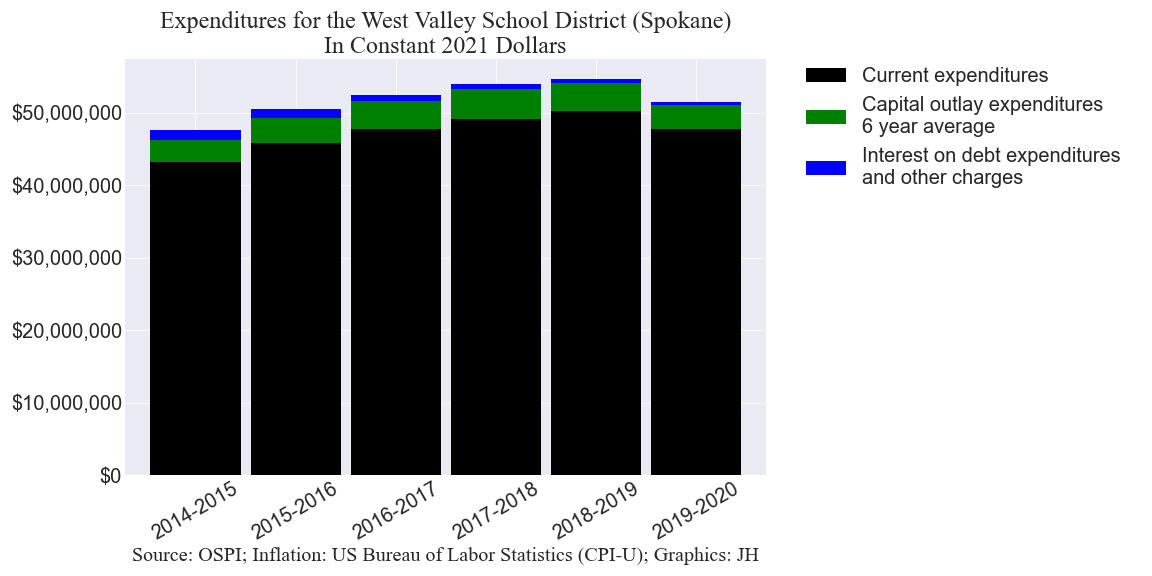 Expenditures for the West Valley School District (Spokane)
In Constant 2021 Dollars
Current expenditures
Capital outlay expenditures
6 year average
Interest on debt expenditures
and other charges
$50,000,000
$40,000,000
$30,000,000
$20,000,000
$10,000,000
$0
2014-2015
2015-2016
2016-2017
2017-2018
2018-2019
2019-2020
Source: OSPI; Inflation: US Bureau of Labor Statistics (CPI-U); Graphics: JH